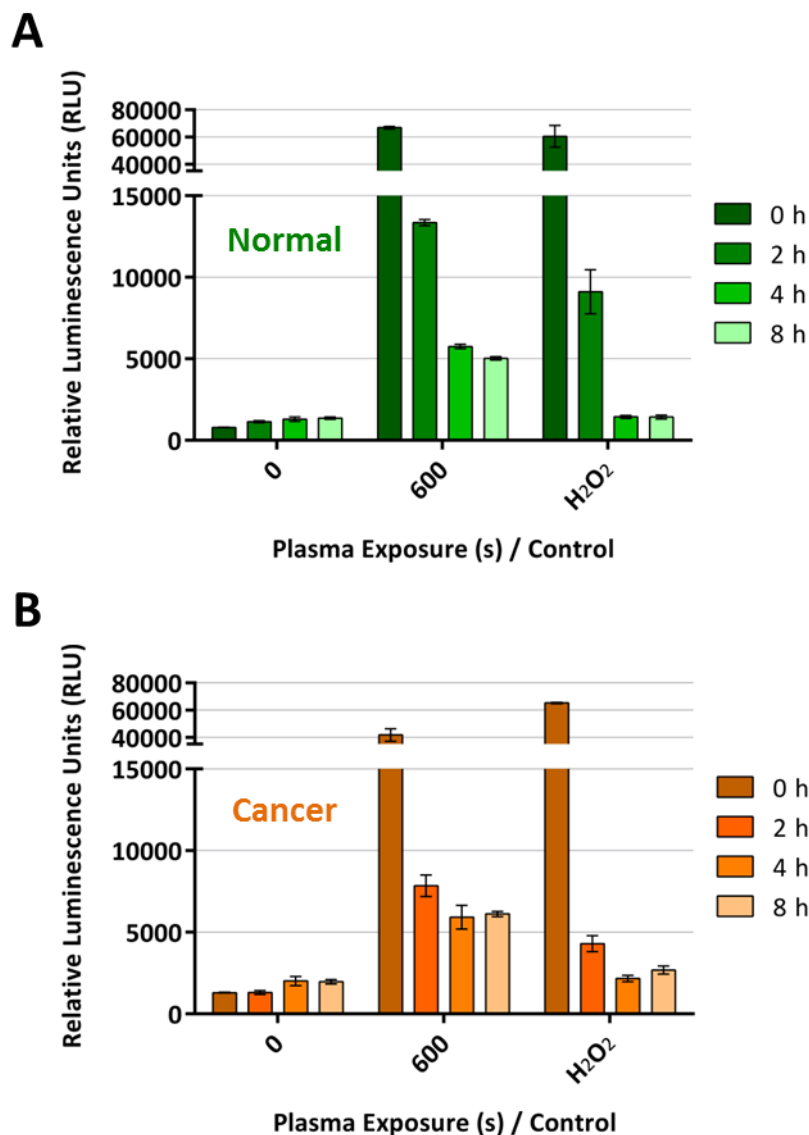 A
Relative Luminescence Units (RLU)
80000
60000
40000
15000
10000
5000
0
Normal
0 h
2 h
4 h
8 h
0
600
H₂O₂
Plasma Exposure (s) / Control
B
Relative Luminescence Units (RLU)
80000
60000
40000
15000
10000
5000
0
Cancer
0 h
2 h
4 h
8 h
0
600
H₂O₂
Plasma Exposure (s) / Control